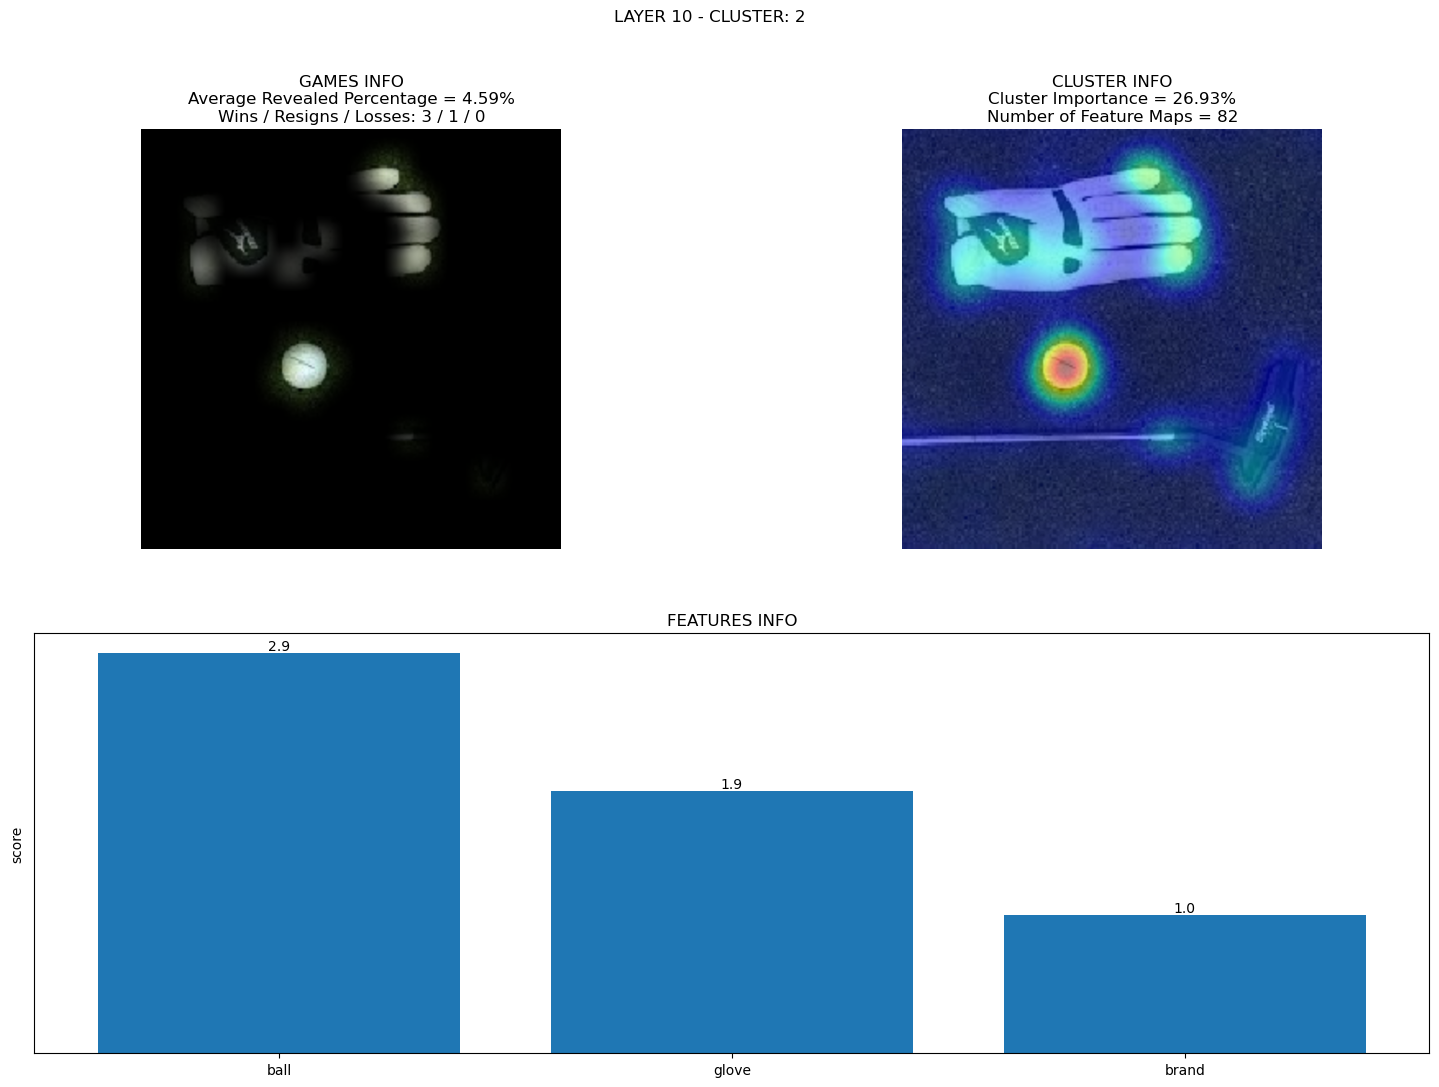 LAYER 10 - CLUSTER: 2
GAMES INFO
Average Revealed Percentage = 4.59%
Wins / Resigns / Losses: 3 / 1 / 0
CLUSTER INFO
Cluster Importance = 26.93%
Number of Feature Maps = 82
FEATURES INFO
score
2.9
1.9
1.0
ball
glove
brand